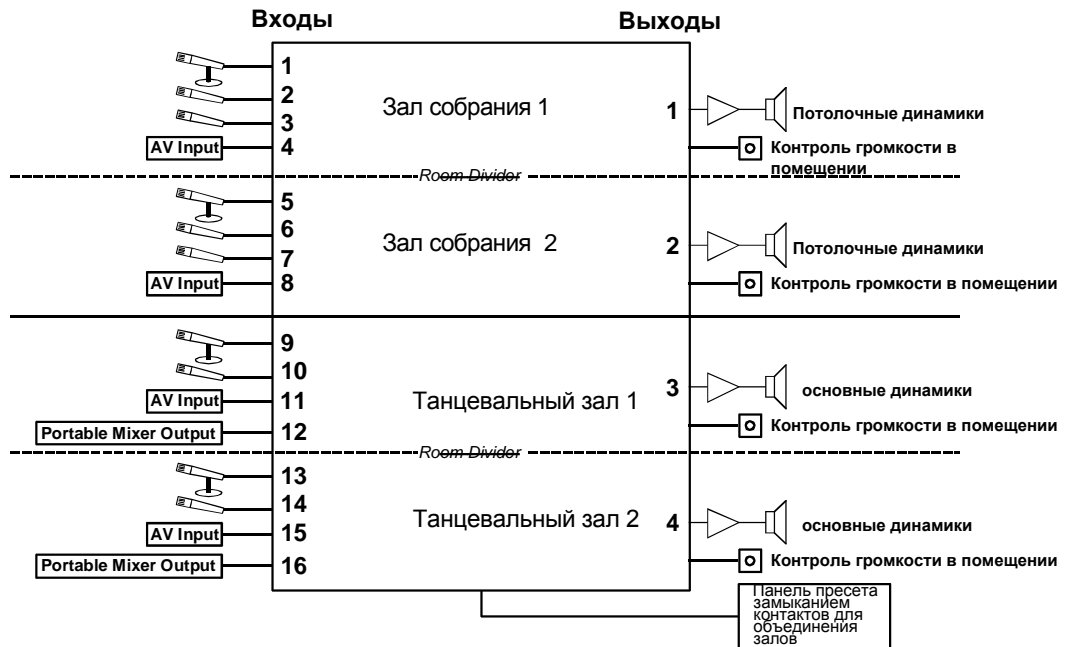 Входы
Выходы
1
2
3
AV Input
4
Зал собрания 1
1
Потолочные динамики
Контроль громкости в
помещении
Room Divider
5
6
7
AV Input
8
Зал собрания 2
2
Потолочные динамики
Контроль громкости в помещении
9
10
AV Input
11
Portable Mixer Output
12
Танцевальный зал 1
3
основные динамики
Контроль громкости в помещении
Room Divider
13
14
AV Input
15
Portable Mixer Output
16
Танцевальный зал 2
4
основные динамики
Контроль громкости в помещении
Панель пресета
замыканием
контактов для
объединения
залов